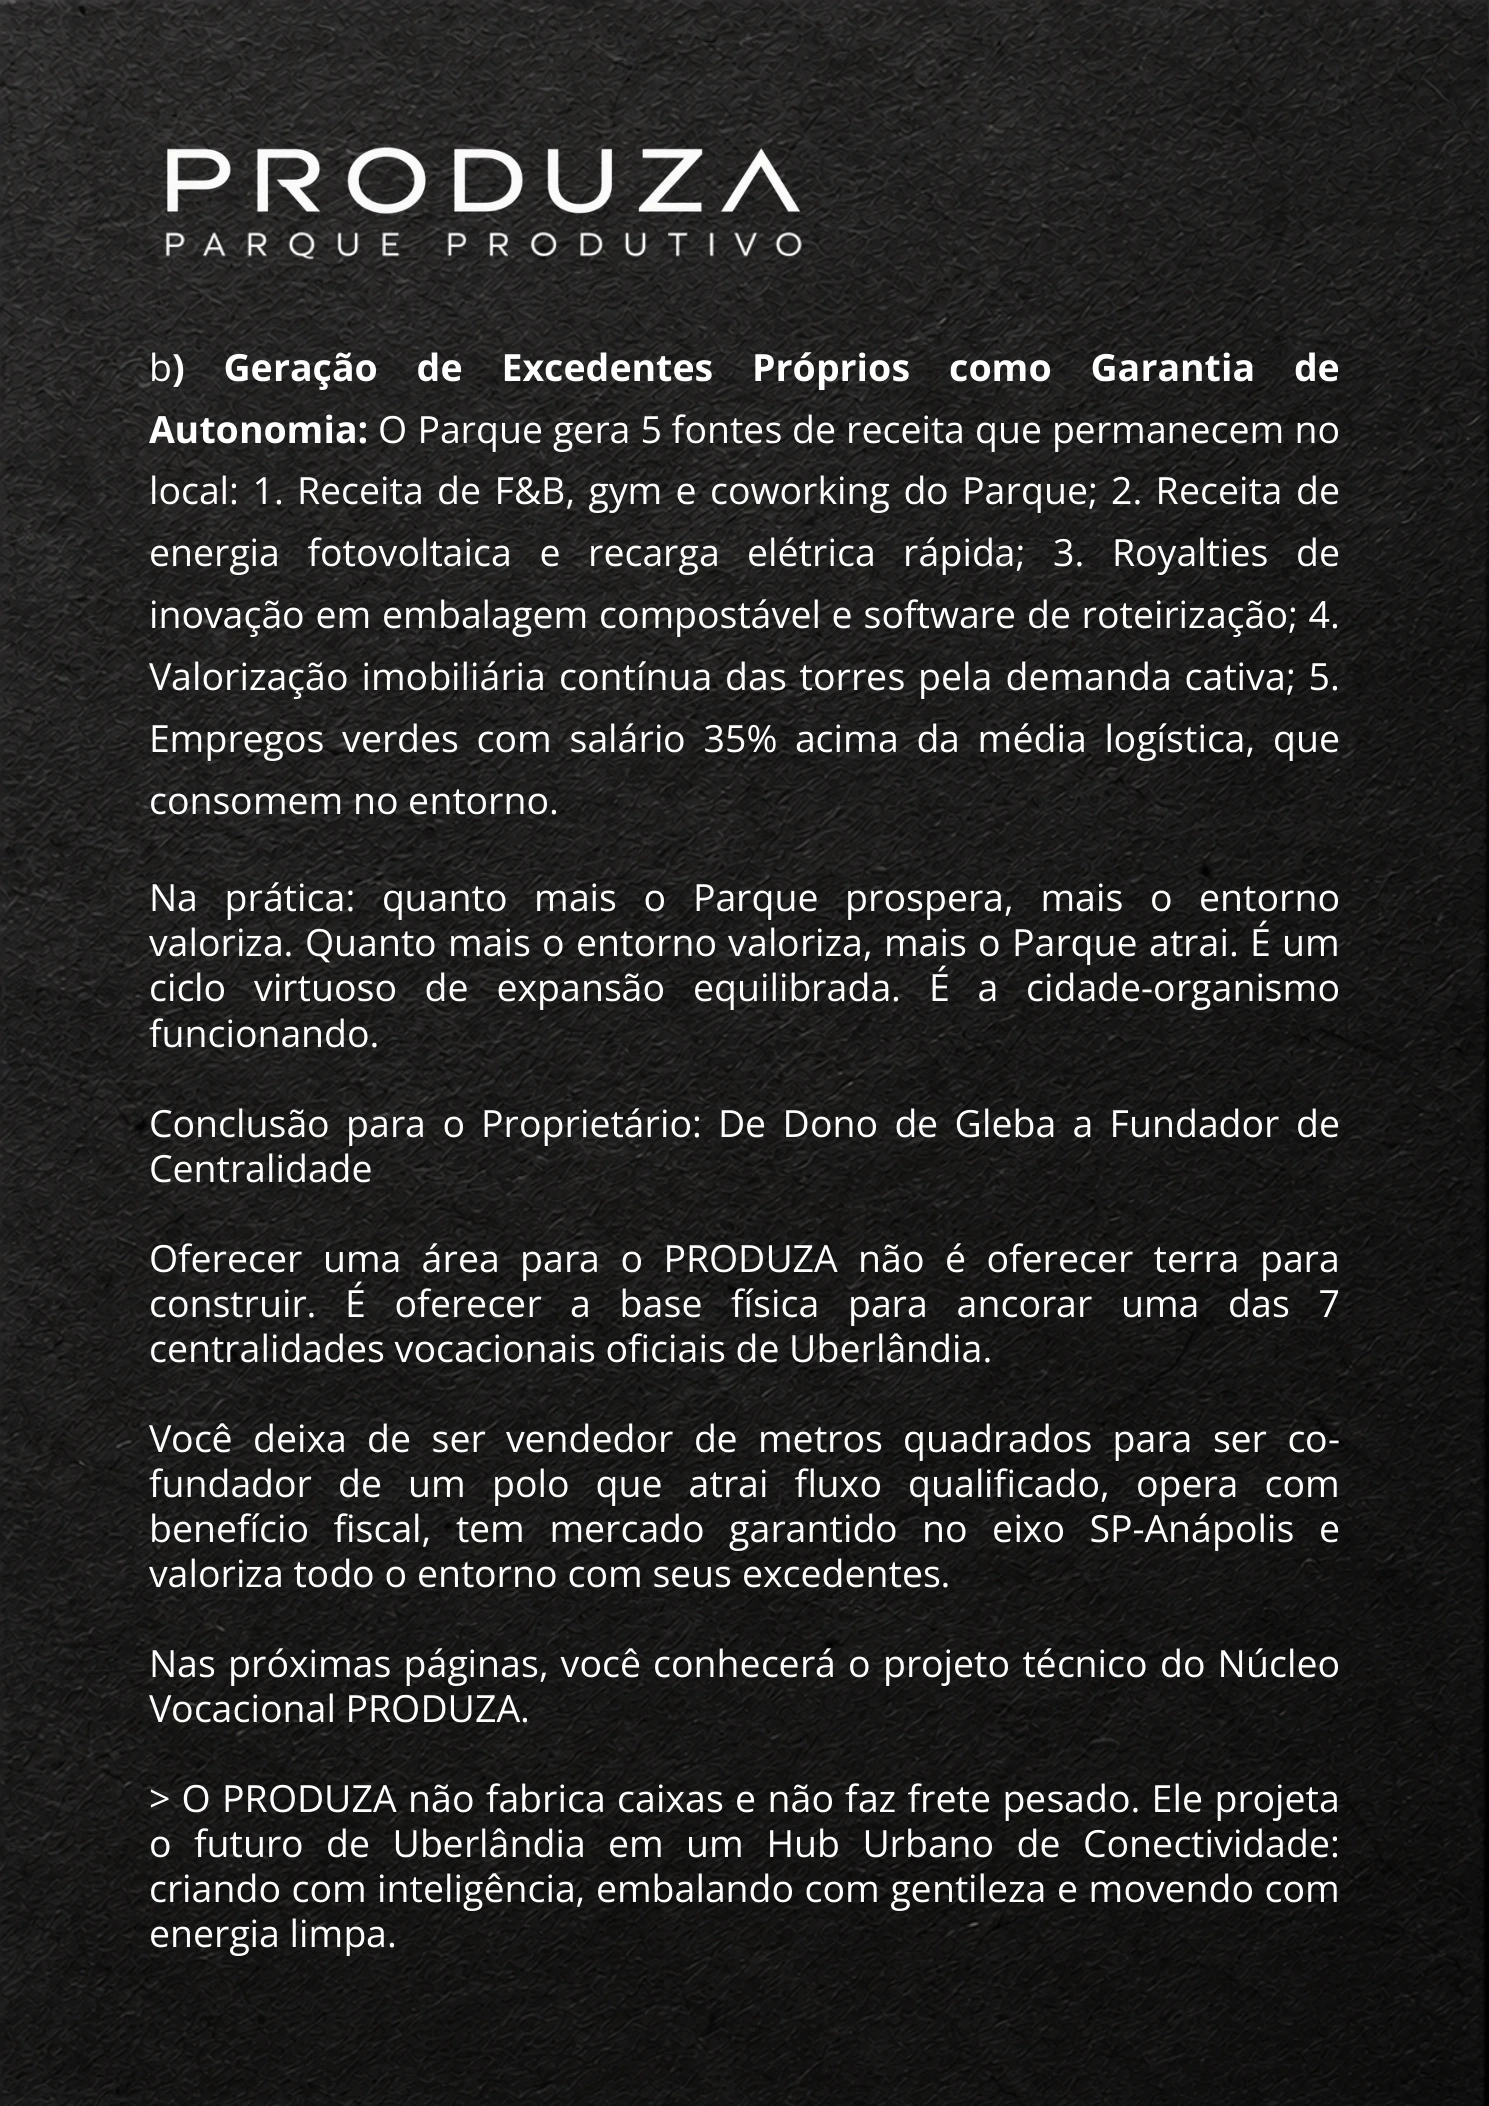 PRODUZA
PARQUE PRODUTIVO
b) Geração de Excedentes Próprios como Garantia de
Autonomia: O Parque gera 5 fontes de receita que permanecem no
local: 1. Receita de F&B, gym e coworking do Parque; 2. Receita de
energia fotovoltaica e recarga elétrica rápida; 3. Royalties de
inovação em embalagem compostável e software de roteirização; 4.
Valorização imobiliária contínua das torres pela demanda cativa; 5.
Empregos verdes com salário 35% acima da média logística, que
consomem no entorno.
Na prática: quanto mais o Parque prospera, mais o entorno
valoriza. Quanto mais o entorno valoriza, mais o Parque atrai. É um
ciclo virtuoso de expansão equilibrada. É a cidade-organismo
funcionando.
Conclusão para o Proprietário: De Dono de Gleba a Fundador de
Centralidade
Oferecer uma área para o PRODUZA não é oferecer terra para
construir. É oferecer a base física para ancorar uma das 7
centralidades vocacionais oficiais de Uberlândia.
Você deixa de ser vendedor de metros quadrados para ser co-
fundador de um polo que atrai fluxo qualificado, opera com
benefício fiscal, tem mercado garantido no eixo SP-Anápolis e
valoriza todo o entorno com seus excedentes.
Nas próximas páginas, você conhecerá o projeto técnico do Núcleo
Vocacional PRODUZA.
> O PRODUZA não fabrica caixas e não faz frete pesado. Ele projeta
o futuro de Uberlândia em um Hub Urbano de Conectividade:
criando com inteligência, embalando com gentileza e movendo com
energia limpa.